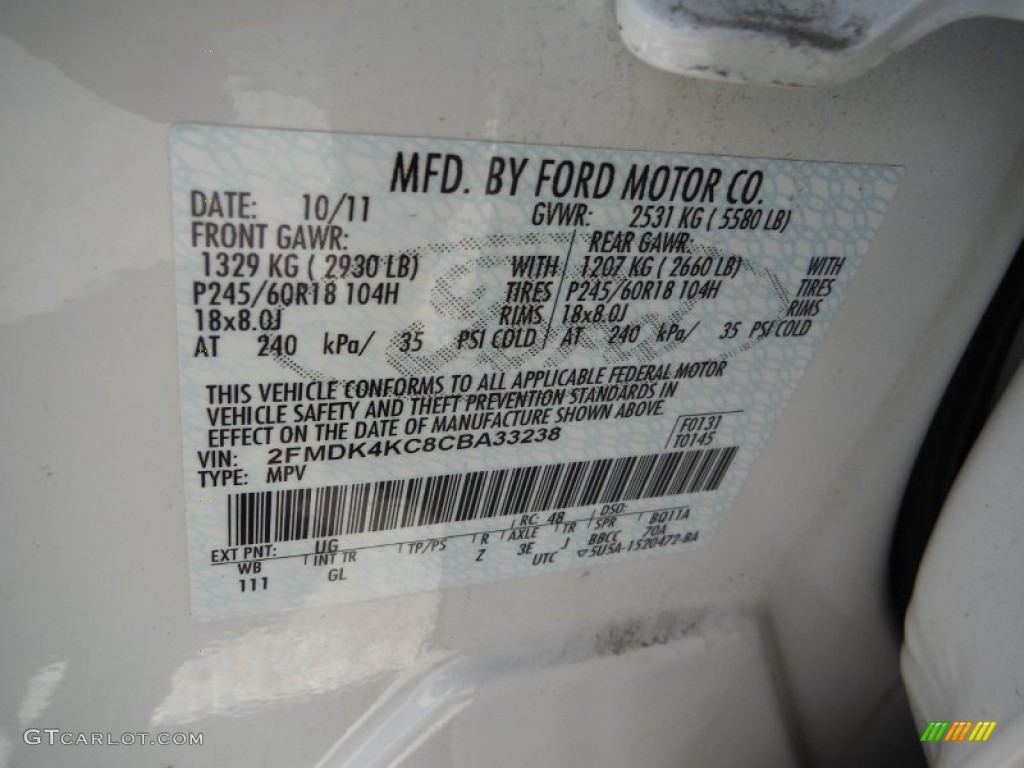 MFD. BY FORD MOTOR CO.
DATE: 10/11 GVWR: 2531 KG ( 5580 LB)
FRONT GAWR: REAR GAWR:
1329 KG ( 2930 LB) WITH 1207 KG ( 2660 LB) WITH
P245/60R18 104H TIRES P245/60R18 104H TIRES
18x8.0J RIMS 18x8.0J RIMS
AT 240 kPa/ 35 PSI COLD AT 240 kPa/ 35 PSI COLD
THIS VEHICLE CONFORMS TO ALL APPLICABLE FEDERAL MOTOR
VEHICLE SAFETY AND THEFT PREVENTION STANDARDS IN
EFFECT ON THE DATE OF MANUFACTURE SHOWN ABOVE.
VIN: 2FMDK4KC8CBA33238 F0131
TYPE: MPV T0145
EXT PNT: UG RC: 48 DSO:
WB INT TR TP/PS R AXLE TR SPR BQ11A
111 GL Z 3E J BBCC 70A
UTC ▽5U5A-1520472-BA
GTCARLOT.COM